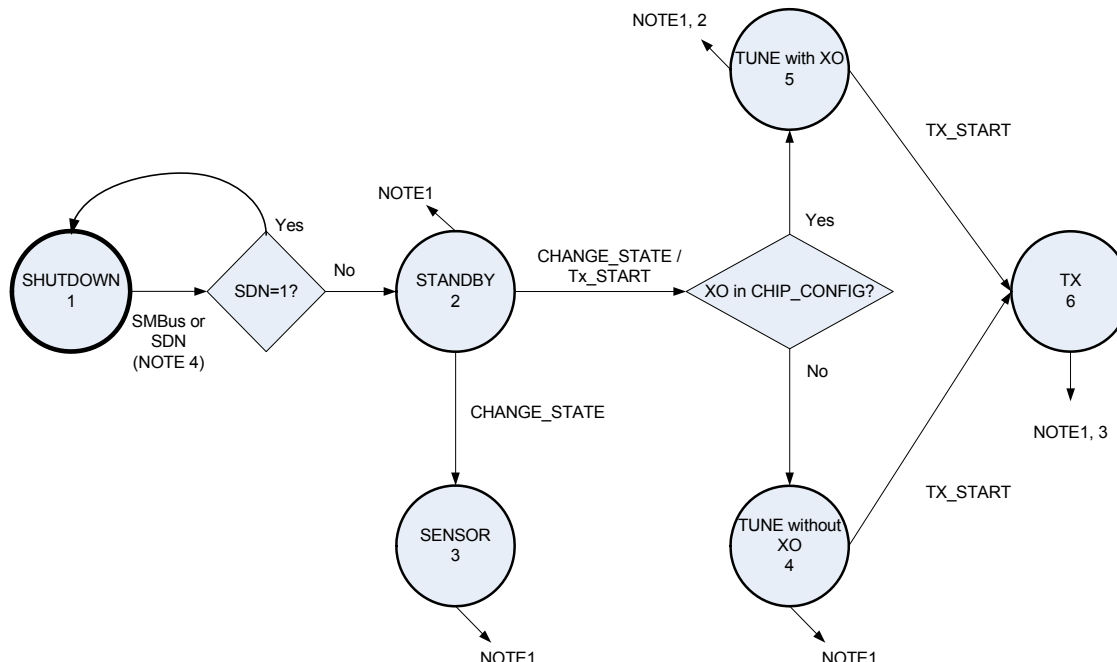 NOTE1, 2
TUNE with XO
5
TX_START
NOTE1
Yes
Yes
SHUTDOWN
1
SDN=1?
No
STANDBY
2
CHANGE_STATE /
Tx_START
XO in CHIP_CONFIG?
TX
6
SMBus or
SDN
(NOTE 4)
No
CHANGE_STATE
NOTE1, 3
TX_START
SENSOR
3
TUNE without
XO
4
NOTE1
NOTE1